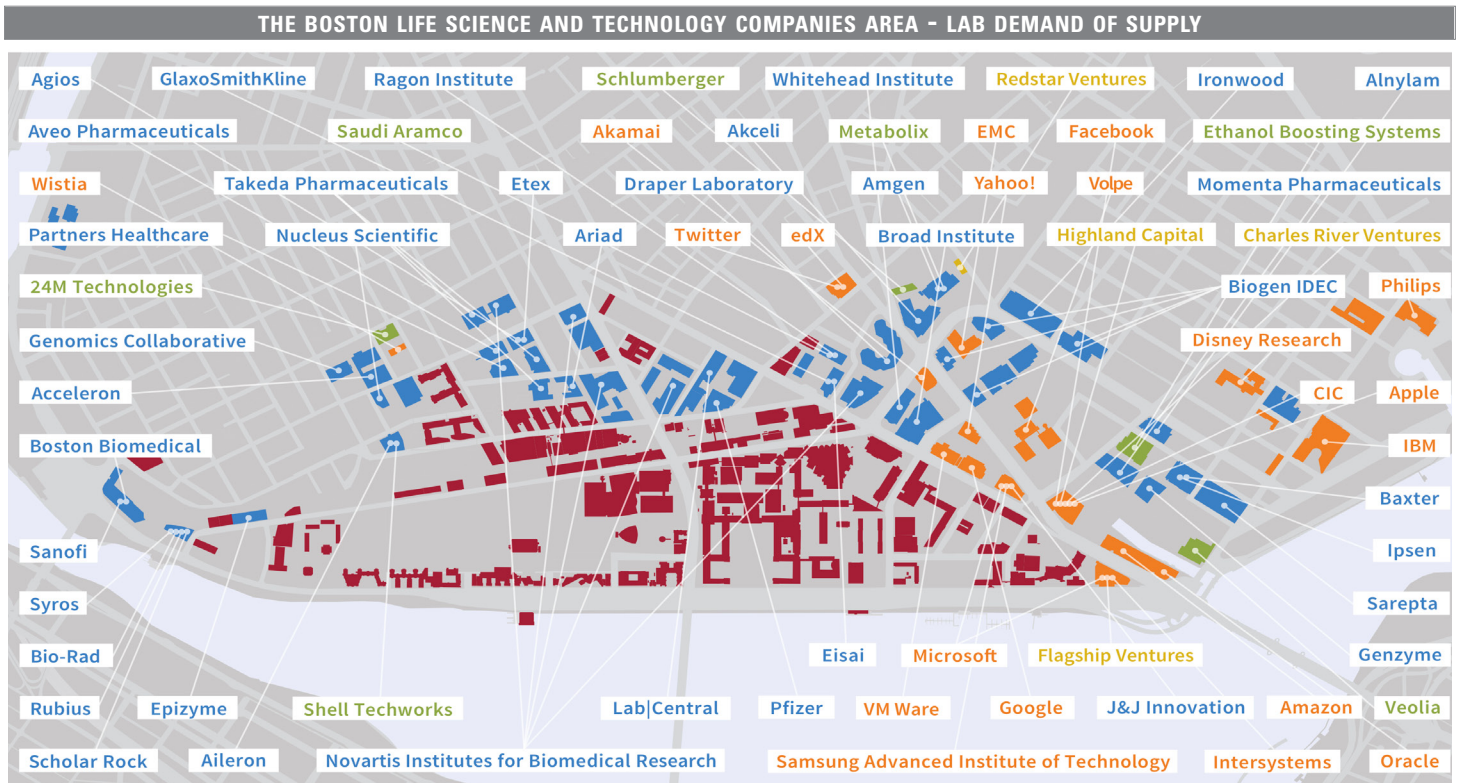 THE BOSTON LIFE SCIENCE AND TECHNOLOGY COMPANIES AREA - LAB DEMAND OF SUPPLY
Agios
GlaxoSmithKline
Ragon Institute
Schlumberger
Whitehead Institute
Redstar Ventures
Ironwood
Alnylam
Aveo Pharmaceuticals
Saudi Aramco
Akamai
Akceli
Metabolix
EMC
Facebook
Ethanol Boosting Systems
Wistia
Takeda Pharmaceuticals
Etex
Draper Laboratory
Amgen
Yahoo!
Volpe
Momenta Pharmaceuticals
Partners Healthcare
Nucleus Scientific
Ariad
Twitter
edX
Broad Institute
Highland Capital
Charles River Ventures
24M Technologies
Biogen IDEC
Philips
Genomics Collaborative
Disney Research
Acceleron
CIC
Apple
Boston Biomedical
IBM
Baxter
Sanofi
Ipsen
Syros
Sarepta
Bio-Rad
Eisai
Microsoft
Flagship Ventures
Genzyme
Rubius
Epizyme
Shell Techworks
Lab|Central
Pfizer
VM Ware
Google
J&J Innovation
Amazon
Veolia
Scholar Rock
Aileron
Novartis Institutes for Biomedical Research
Samsung Advanced Institute of Technology
Intersystems
Oracle